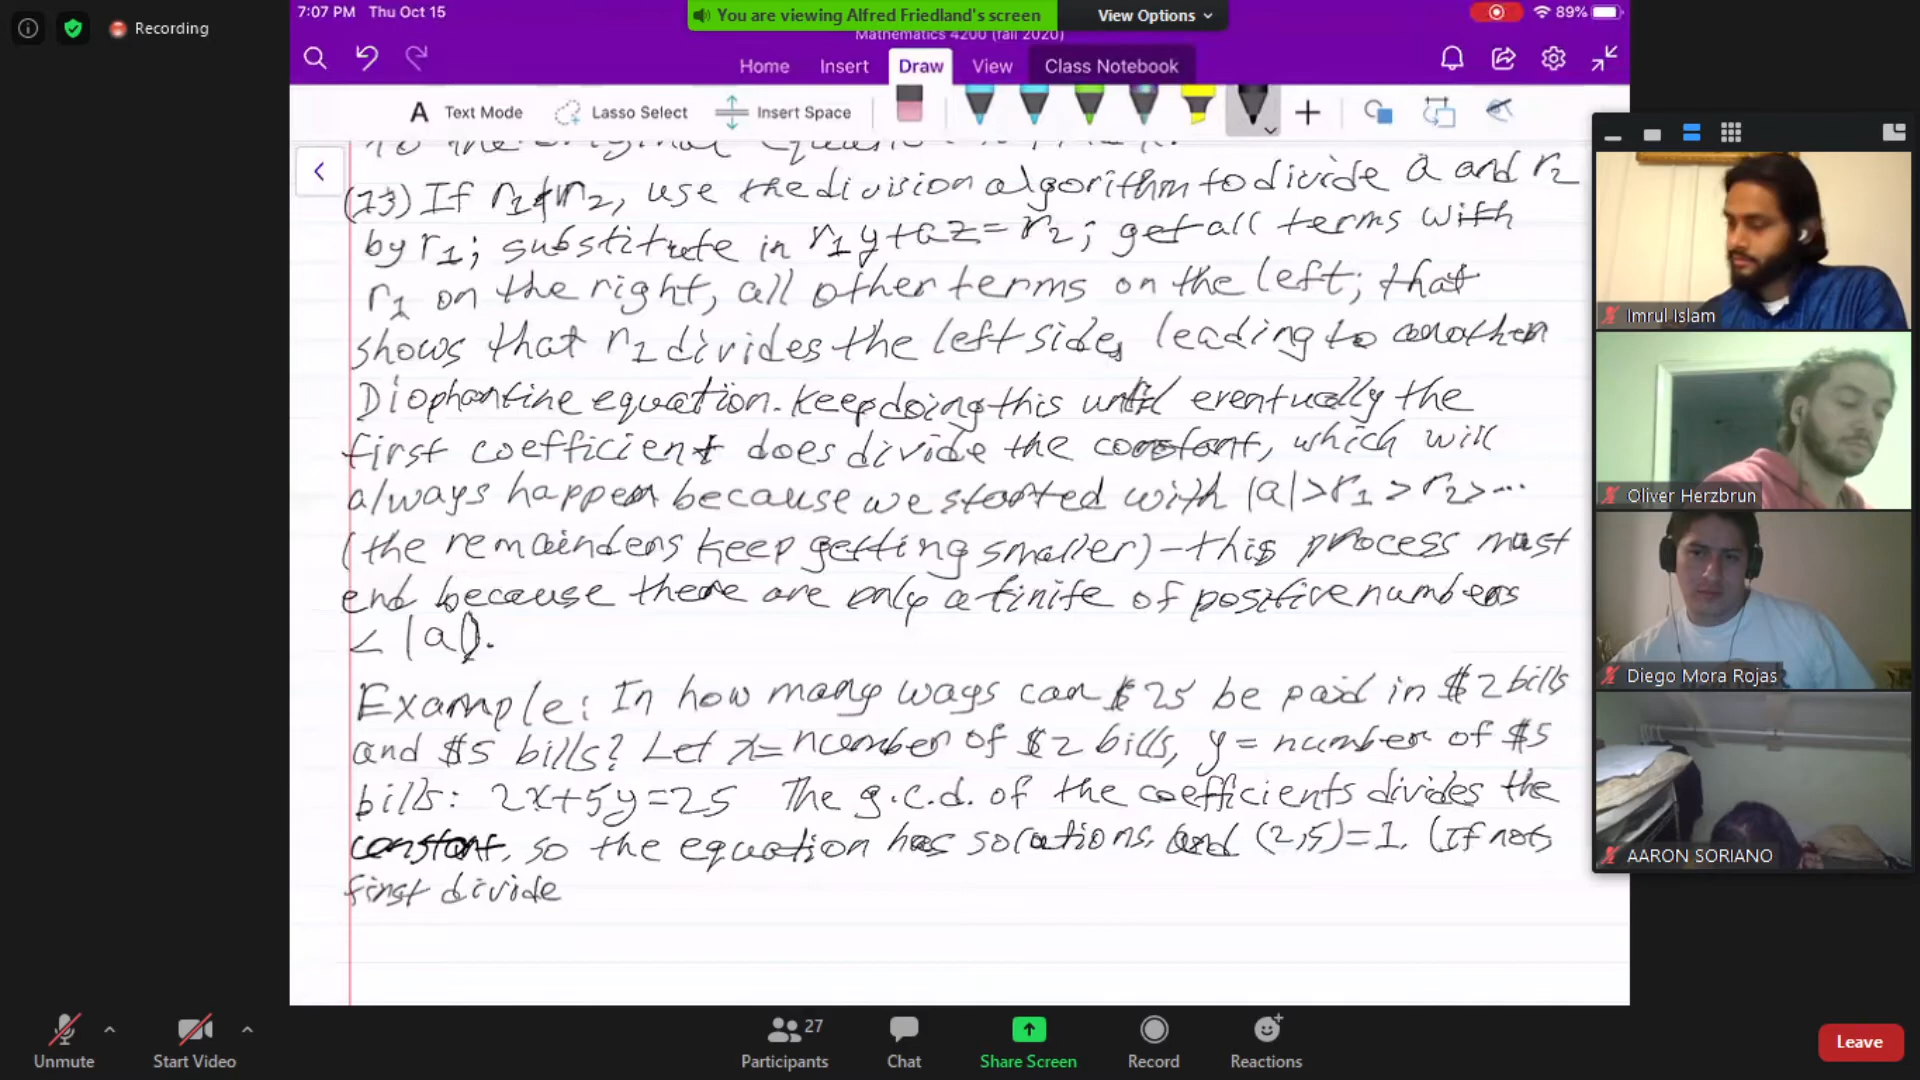 7:07 PM Thu Oct 15
You are viewing Alfred Friedland's screen
View Options
89%
Recording
Mathematics 4200 (fall 2020)
Home Insert Draw View Class Notebook
A Text Mode Lasso Select Insert Space
to the original equation
(13) If r1∤r2, use the division algorithm to divide a and r2
by r1; substitute in r1y+az=r2; get all terms with
r1 on the right, all other terms on the left; that
shows that r1 divides the left side, leading to another
Diophantine equation. Keep doing this until eventually the
first coefficient does divide the constant, which will
always happen because we started with |a|>r1>r2>...
(the remainders keep getting smaller) - this process must
end because there are only a finite of positive numbers
< |a|).
Example: In how many ways can $25 be paid in $2 bills
and $5 bills? Let x= number of $2 bills, y = number of $5
bills: 2x+5y=25 The g.c.d. of the coefficients divides the
constant, so the equation has solutions. and (2,5)=1. (If not,
first divide
Imrul Islam
Oliver Herzbrun
Diego Mora Rojas
AARON SORIANO
27
Unmute Start Video Participants Chat Share Screen Record Reactions Leave